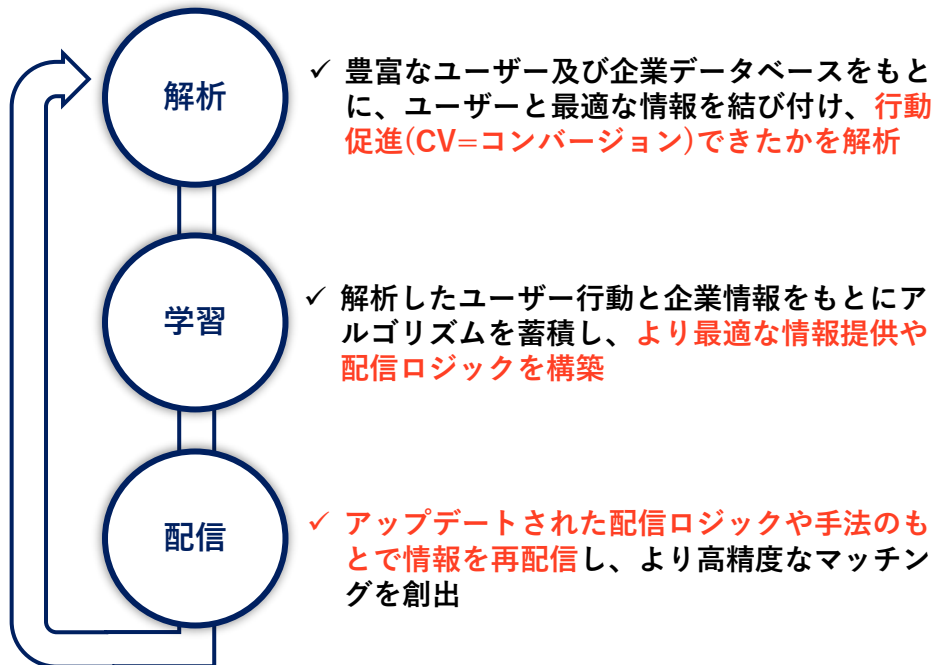 解析
✓ 豊富なユーザー及び企業データベースをもと
に、ユーザーと最適な情報を結び付け、行動
促進(CV=コンバージョン)できたかを解析
学習
✓ 解析したユーザー行動と企業情報をもとにア
ルゴリズムを蓄積し、より最適な情報提供や
配信ロジックを構築
配信
✓ アップデートされた配信ロジックや手法のも
とで情報を再配信し、より高精度なマッチン
グを創出